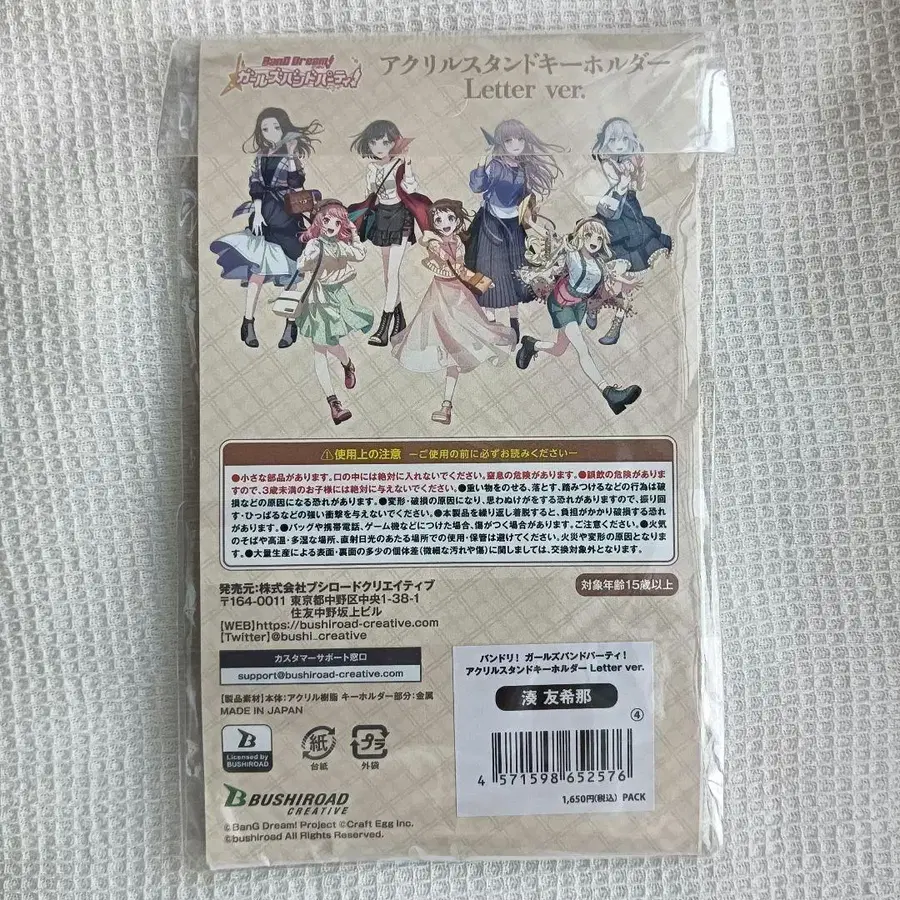 BanG Dream!
ガールズバンドパーティ!
アクリルスタンドキーホルダー
Letter ver.
⚠使用上の注意 ーご使用の前に必ずお読みくださいー
●小さな部品があります。口の中には絶対に入れないでください。窒息の危険があります。●誤飲の危険がありま
すので、3歳未満のお子様には絶対に与えないでください。●重い物をのせる、落とす、踏みつけるなどの行為は破
損などの原因になる恐れがあります。●変形・破損の原因になり、思わぬけがをする恐れがありますので、振り回
す・ひっぱるなどの強い衝撃を与えないでください。●本製品を繰り返し着脱すると、負担がかかり破損する恐れ
があります。●バッグや携帯電話、ゲーム機などにつけた場合、傷がつく場合があります。ご注意ください。●火気
のそばや高温・多湿な場所、直射日光のあたる場所での使用・保管は避けてください。火災や変形の原因となりま
す。●大量生産による表面・裏面の多少の個体差(微細な汚れや傷)に関しましては、交換対象外となります。
発売元:株式会社ブシロードクリエイティブ
〒164-0011 東京都中野区中央1-38-1
住友中野坂上ビル
対象年齢15歳以上
【WEB】https://bushiroad-creative.com
【Twitter】@bushi_creative
カスタマーサポート窓口
support@bushiroad-creative.com
【製品素材】本体:アクリル樹脂 キーホルダー部分:金属
MADE IN JAPAN
B
Licensed by
BUSHIROAD
紙
台紙
プラ
外袋
BUSHIROAD
CREATIVE
©BanG Dream! Project ©Craft Egg Inc.
©bushiroad All Rights Reserved.
バンドリ! ガールズバンドパーティ!
アクリルスタンドキーホルダー Letter ver.
湊 友希那
④
4 571598 652576
1,650円(税込) PACK